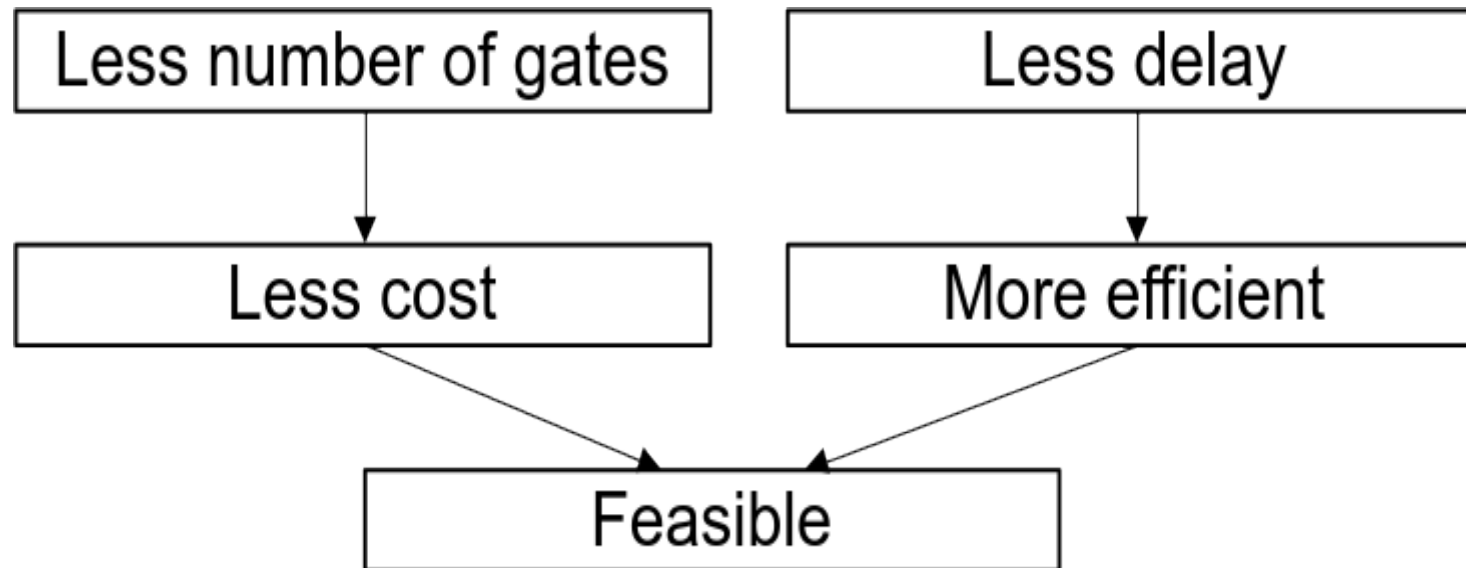 Less number of gates
Less delay
Less cost
More efficient
Feasible